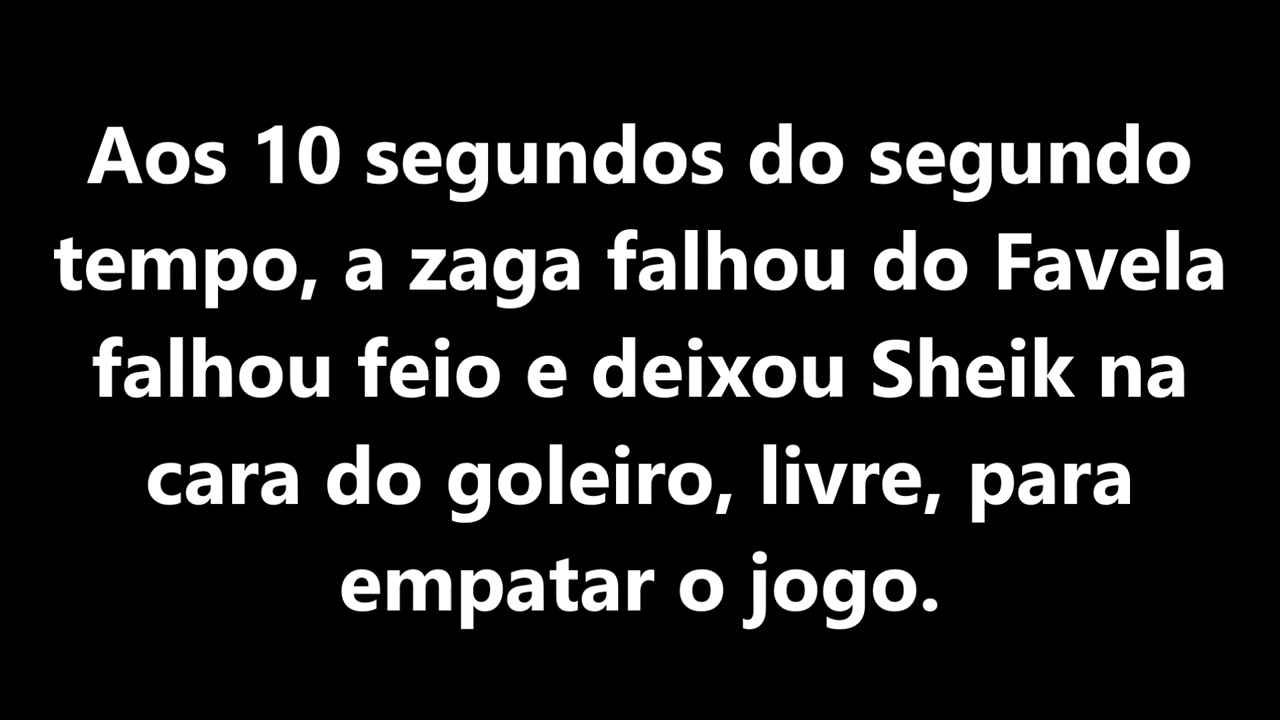 Aos 10 segundos do segundo
tempo, a zaga falhou do Favela
falhou feio e deixou Sheik na
cara do goleiro, livre, para
empatar o jogo.